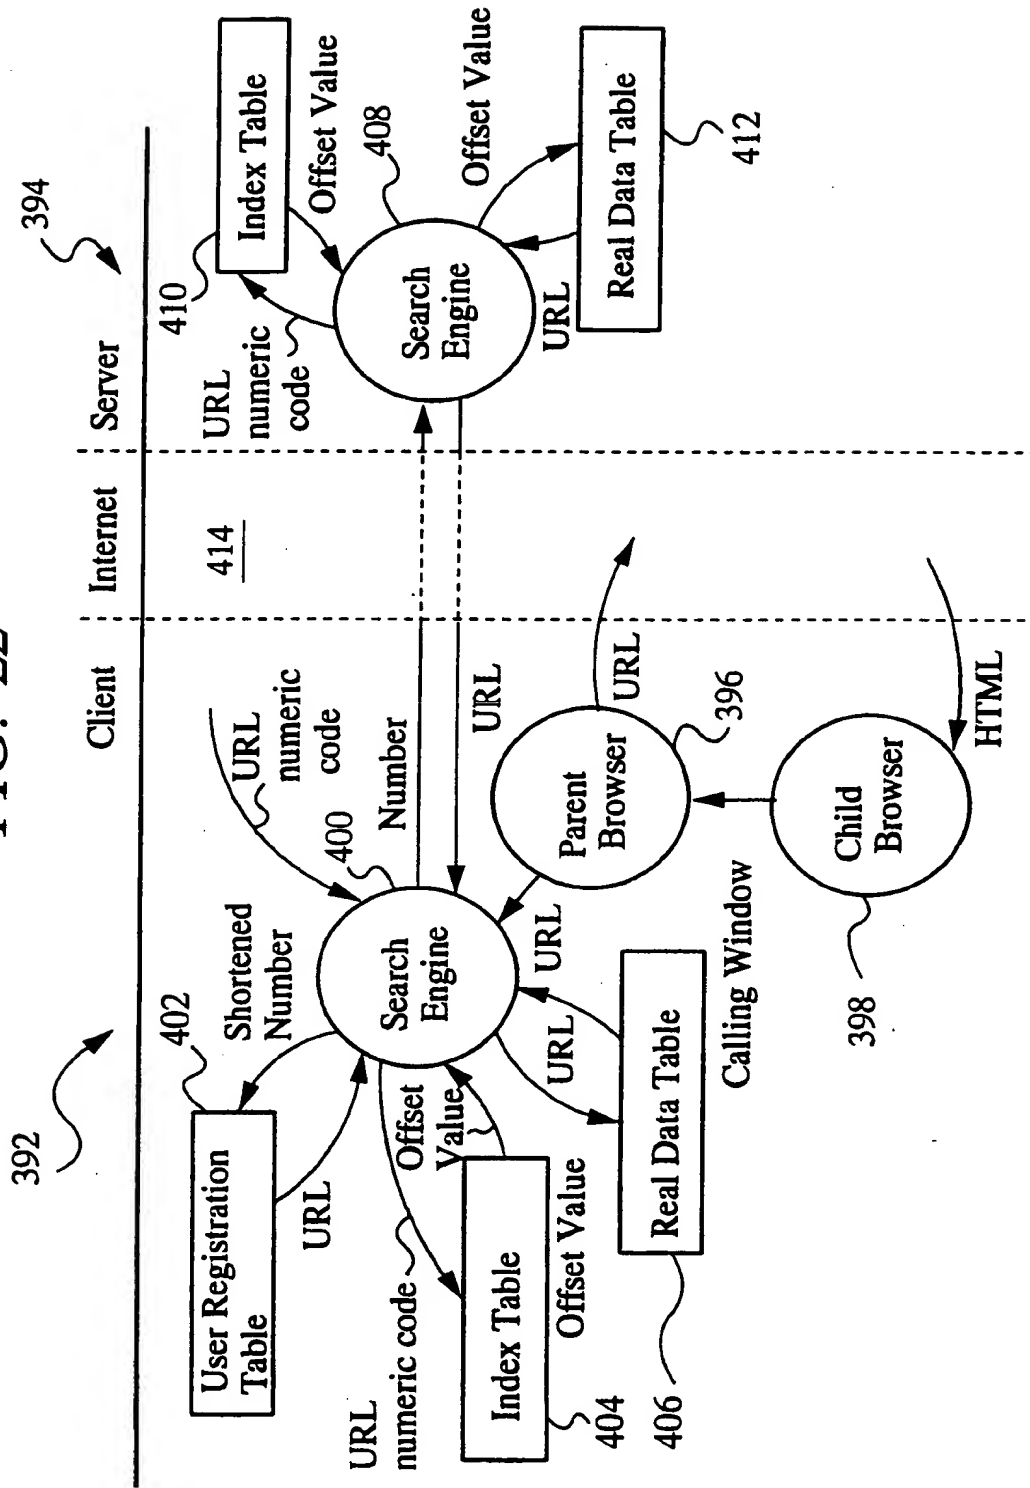 FIG. 22
392
394
Client
Internet
Server
402
User Registration
Table
Shortened
Number
URL
URL
numeric
code
400
Search
Engine
Number
URL
414
URL
numeric
code
410
Index Table
Offset Value
408
Search
Engine
Offset Value
URL
Real Data Table
412
URL
numeric code
Offset
Value
Index Table
404
Offset Value
URL
URL
Real Data Table
406
Parent
Browser
396
URL
Calling Window
Child
Browser
398
HTML